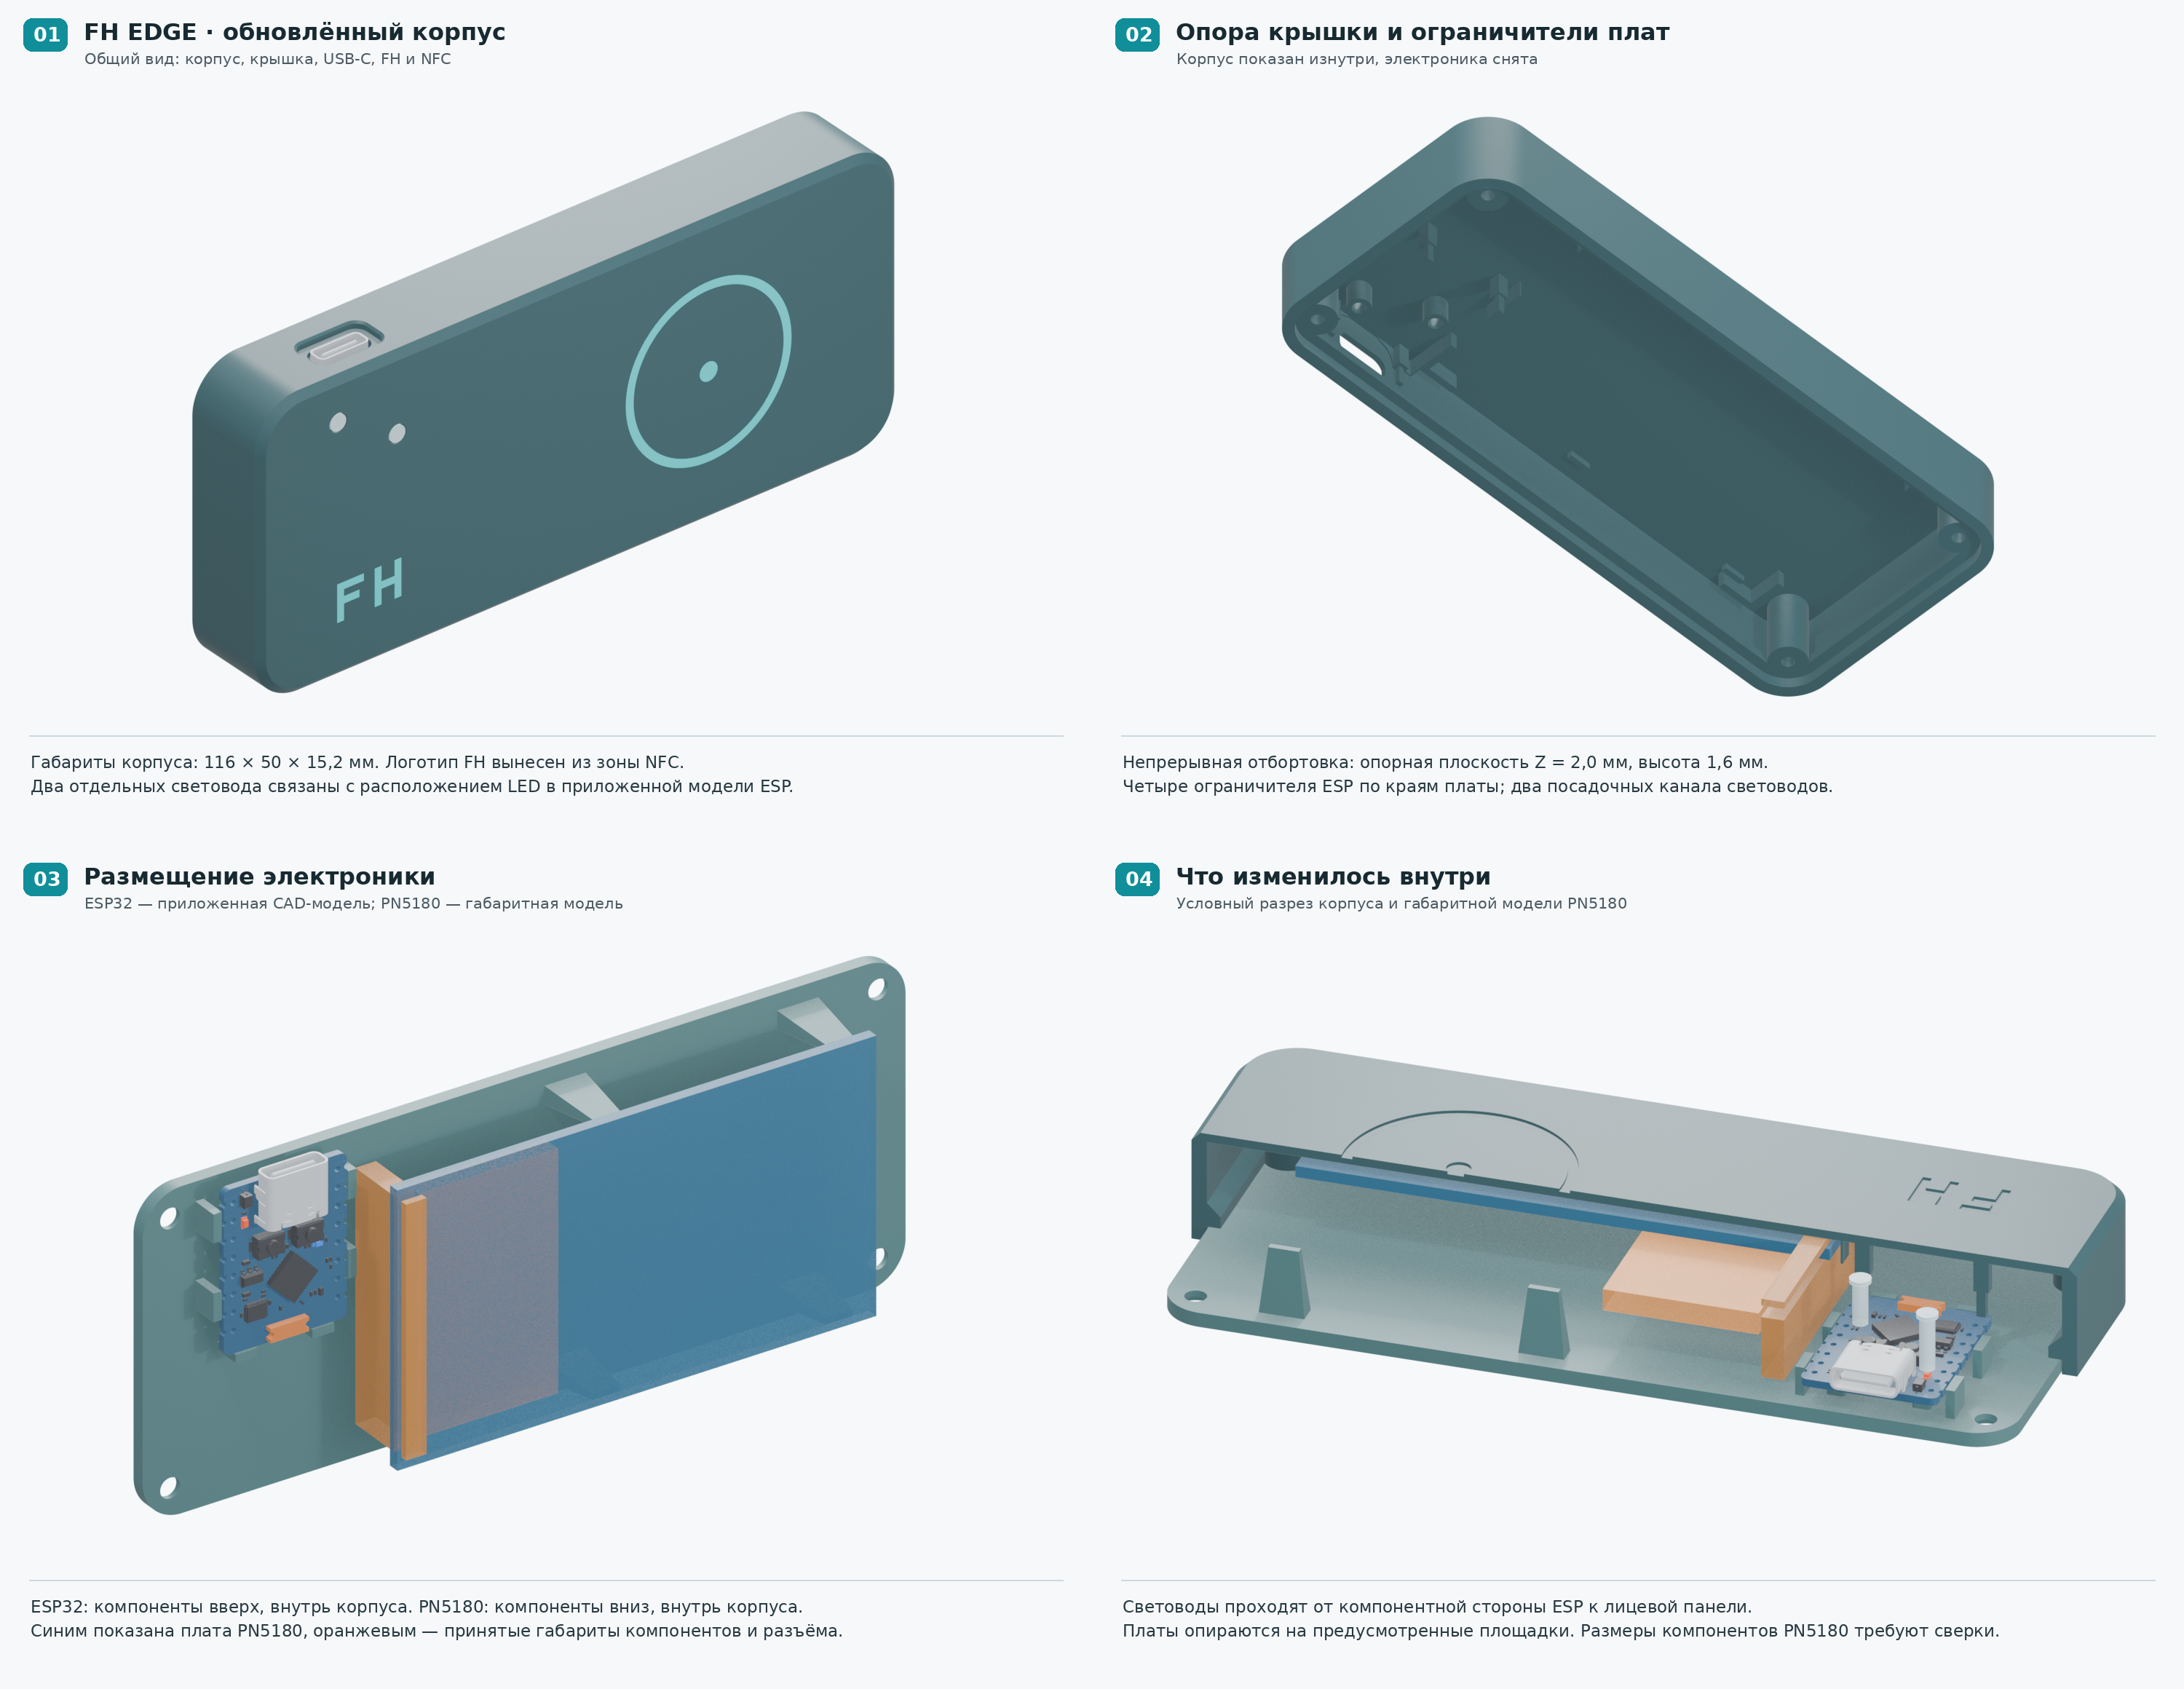 01
FH EDGE · обновлённый корпус
Общий вид: корпус, крышка, USB-C, FH и NFC
FH
Габариты корпуса: 116 × 50 × 15,2 мм. Логотип FH вынесен из зоны NFC.
Два отдельных световода связаны с расположением LED в приложенной модели ESP.
02
Опора крышки и ограничители плат
Корпус показан изнутри, электроника снята
Непрерывная отбортовка: опорная плоскость Z = 2,0 мм, высота 1,6 мм.
Четыре ограничителя ESP по краям платы; два посадочных канала световодов.
03
Размещение электроники
ESP32 — приложенная CAD-модель; PN5180 — габаритная модель
ESP32: компоненты вверх, внутрь корпуса. PN5180: компоненты вниз, внутрь корпуса.
Синим показана плата PN5180, оранжевым — принятые габариты компонентов и разъёма.
04
Что изменилось внутри
Условный разрез корпуса и габаритной модели PN5180
FH
Световоды проходят от компонентной стороны ESP к лицевой панели.
Платы опираются на предусмотренные площадки. Размеры компонентов PN5180 требуют сверки.